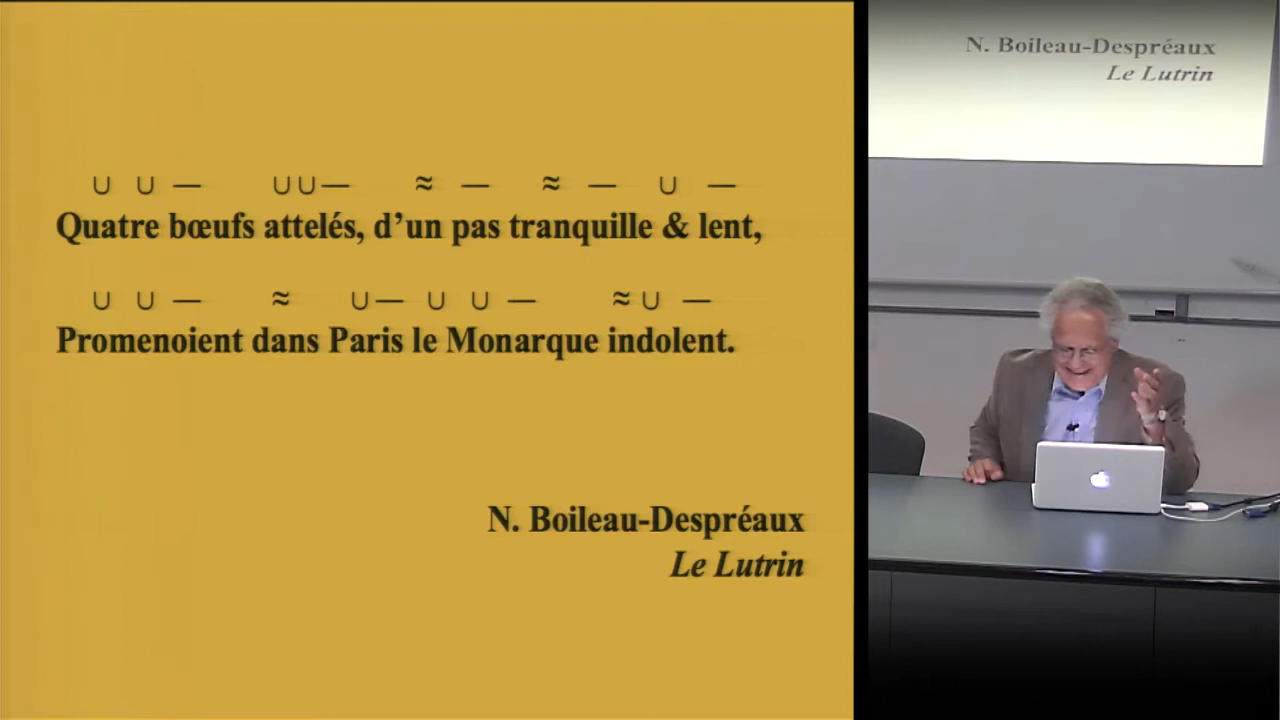 ∪ ∪ — ∪∪— ≈ — ≈ — ∪ —
Quatre bœufs attelés, d’un pas tranquille & lent,
∪ ∪ — ≈ ∪— ∪ ∪ — ≈∪ —
Promenoient dans Paris le Monarque indolent.
N. Boileau-Despréaux
Le Lutrin
N. Boileau-Despréaux
Le Lutrin